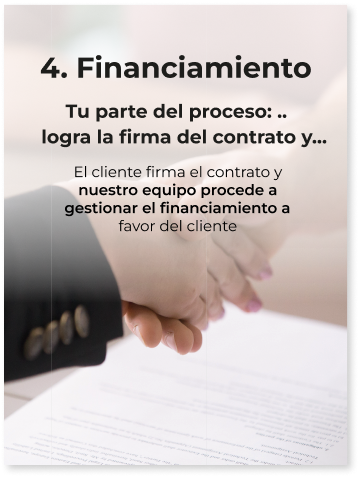 4. Financiamiento
Tu parte del proceso: ..
logra la firma del contrato y...
El cliente firma el contrato y
nuestro equipo procede a
gestionar el financiamiento a
favor del cliente